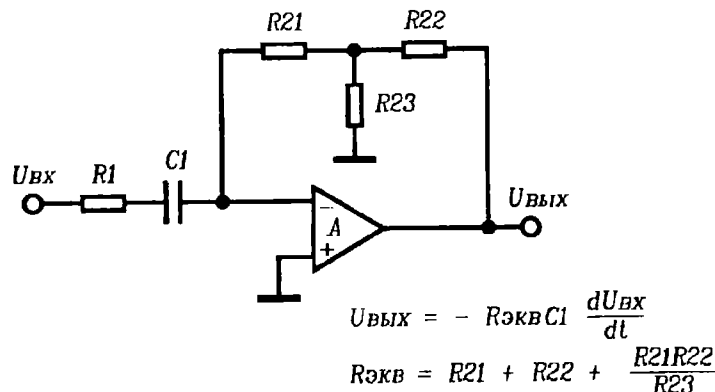 R21
R22
R23
Uвх
R1
C1
Uвых
−
A
+
Uвых = − RэквC1 dUвх/dt
Rэкв = R21 + R22 + R21R22/R23